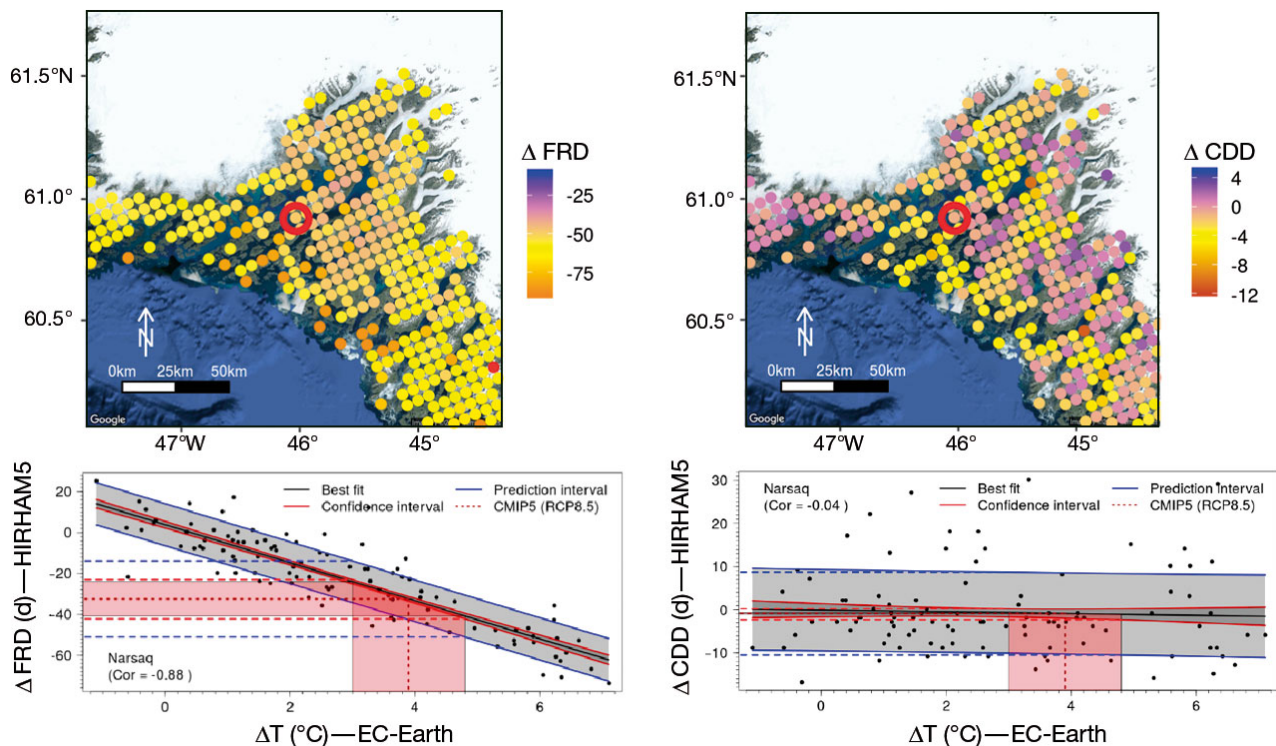 61.5°N
61.0°
60.5°
N
0km 25km 50km
Google
47°W 46° 45°
Δ FRD
-25
-50
-75
61.5°N
61.0°
60.5°
N
0km 25km 50km
Google
47°W 46° 45°
Δ CDD
4
0
-4
-8
-12
Δ FRD (d)—HIRHAM5
20
0
-20
-40
-60
Best fit
Confidence interval
Prediction interval
CMIP5 (RCP8.5)
Narsaq
(Cor = -0.88)
0 2 4 6
ΔT (°C)—EC-Earth
Δ CDD (d)—HIRHAM5
30
20
10
0
-10
Narsaq
(Cor = -0.04 )
Best fit
Confidence interval
Prediction interval
CMIP5 (RCP8.5)
0 2 4 6
ΔT (°C)—EC-Earth